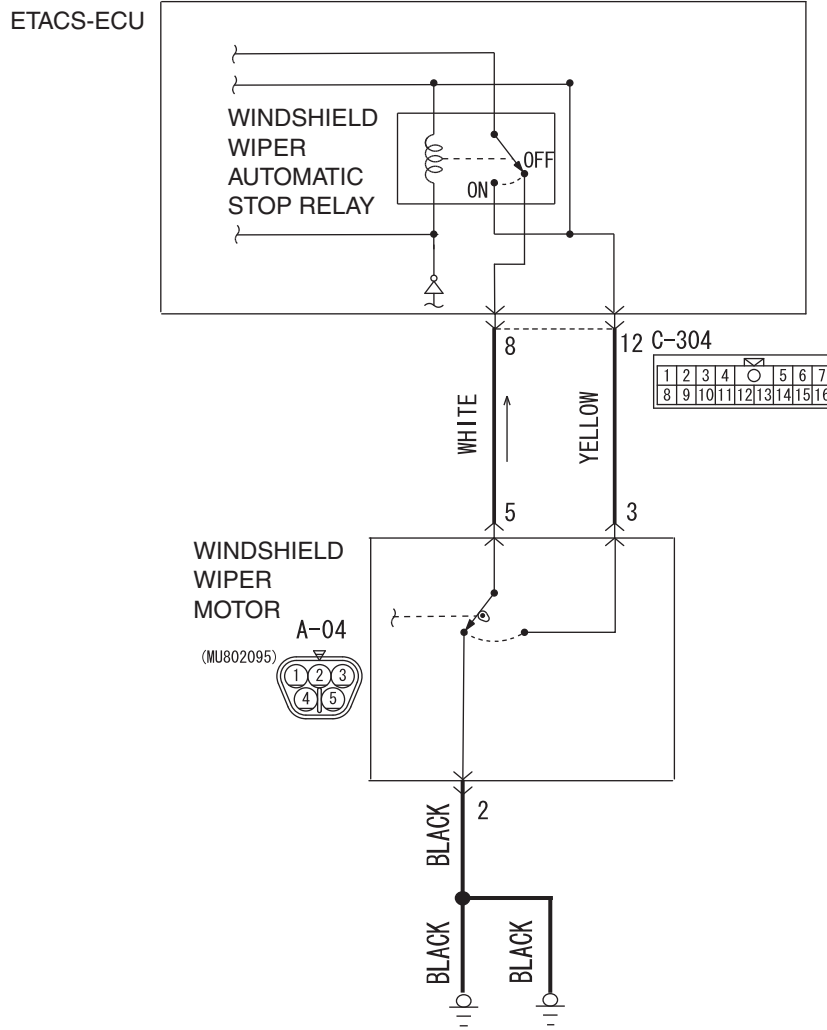 ETACS-ECU
WINDSHIELD
WIPER
AUTOMATIC
STOP RELAY
OFF
ON
8
12
C-304
1 2 3 4 5 6 7
8 9 10 11 12 13 14 15 16
WHITE
YELLOW
5
3
WINDSHIELD
WIPER
MOTOR
A-04
(MU802095)
1 2 3
4 5
2
BLACK
BLACK
BLACK